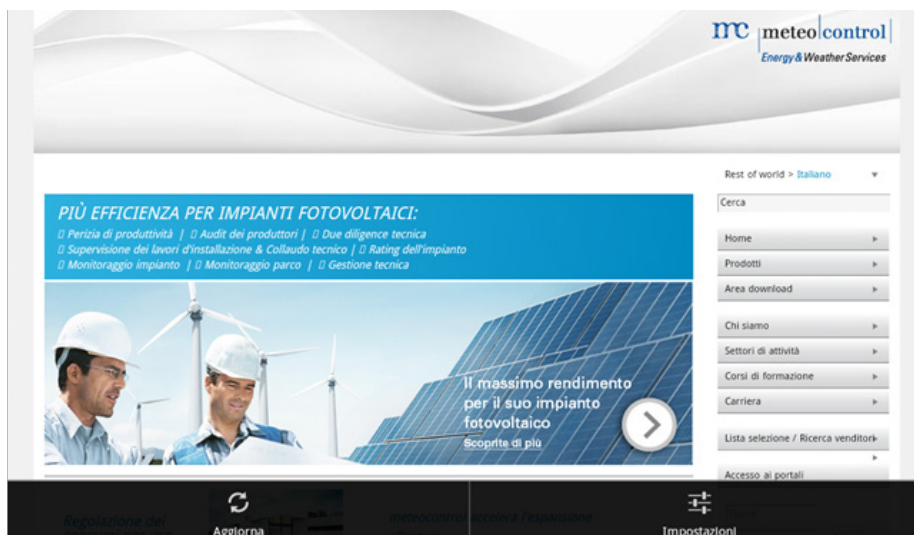 mc meteocontrol
Energy & Weather Services
Rest of world > Italiano
Cerca
PIÙ EFFICIENZA PER IMPIANTI FOTOVOLTAICI:
Perizia di produttività | Audit dei produttori | Due diligence tecnica
Supervisione dei lavori d'installazione & Collaudo tecnico | Rating dell'impianto
Monitoraggio impianto | Monitoraggio parco | Gestione tecnica
Il massimo rendimento
per il suo impianto
fotovoltaico
Scoprite di più
Home
Prodotti
Area download
Chi siamo
Settori di attività
Corsi di formazione
Carriera
Lista selezione / Ricerca venditori
Accesso ai portali
Regolazione dei
meteocontrol accelera l'espansione
Aggiorna
Impostazioni